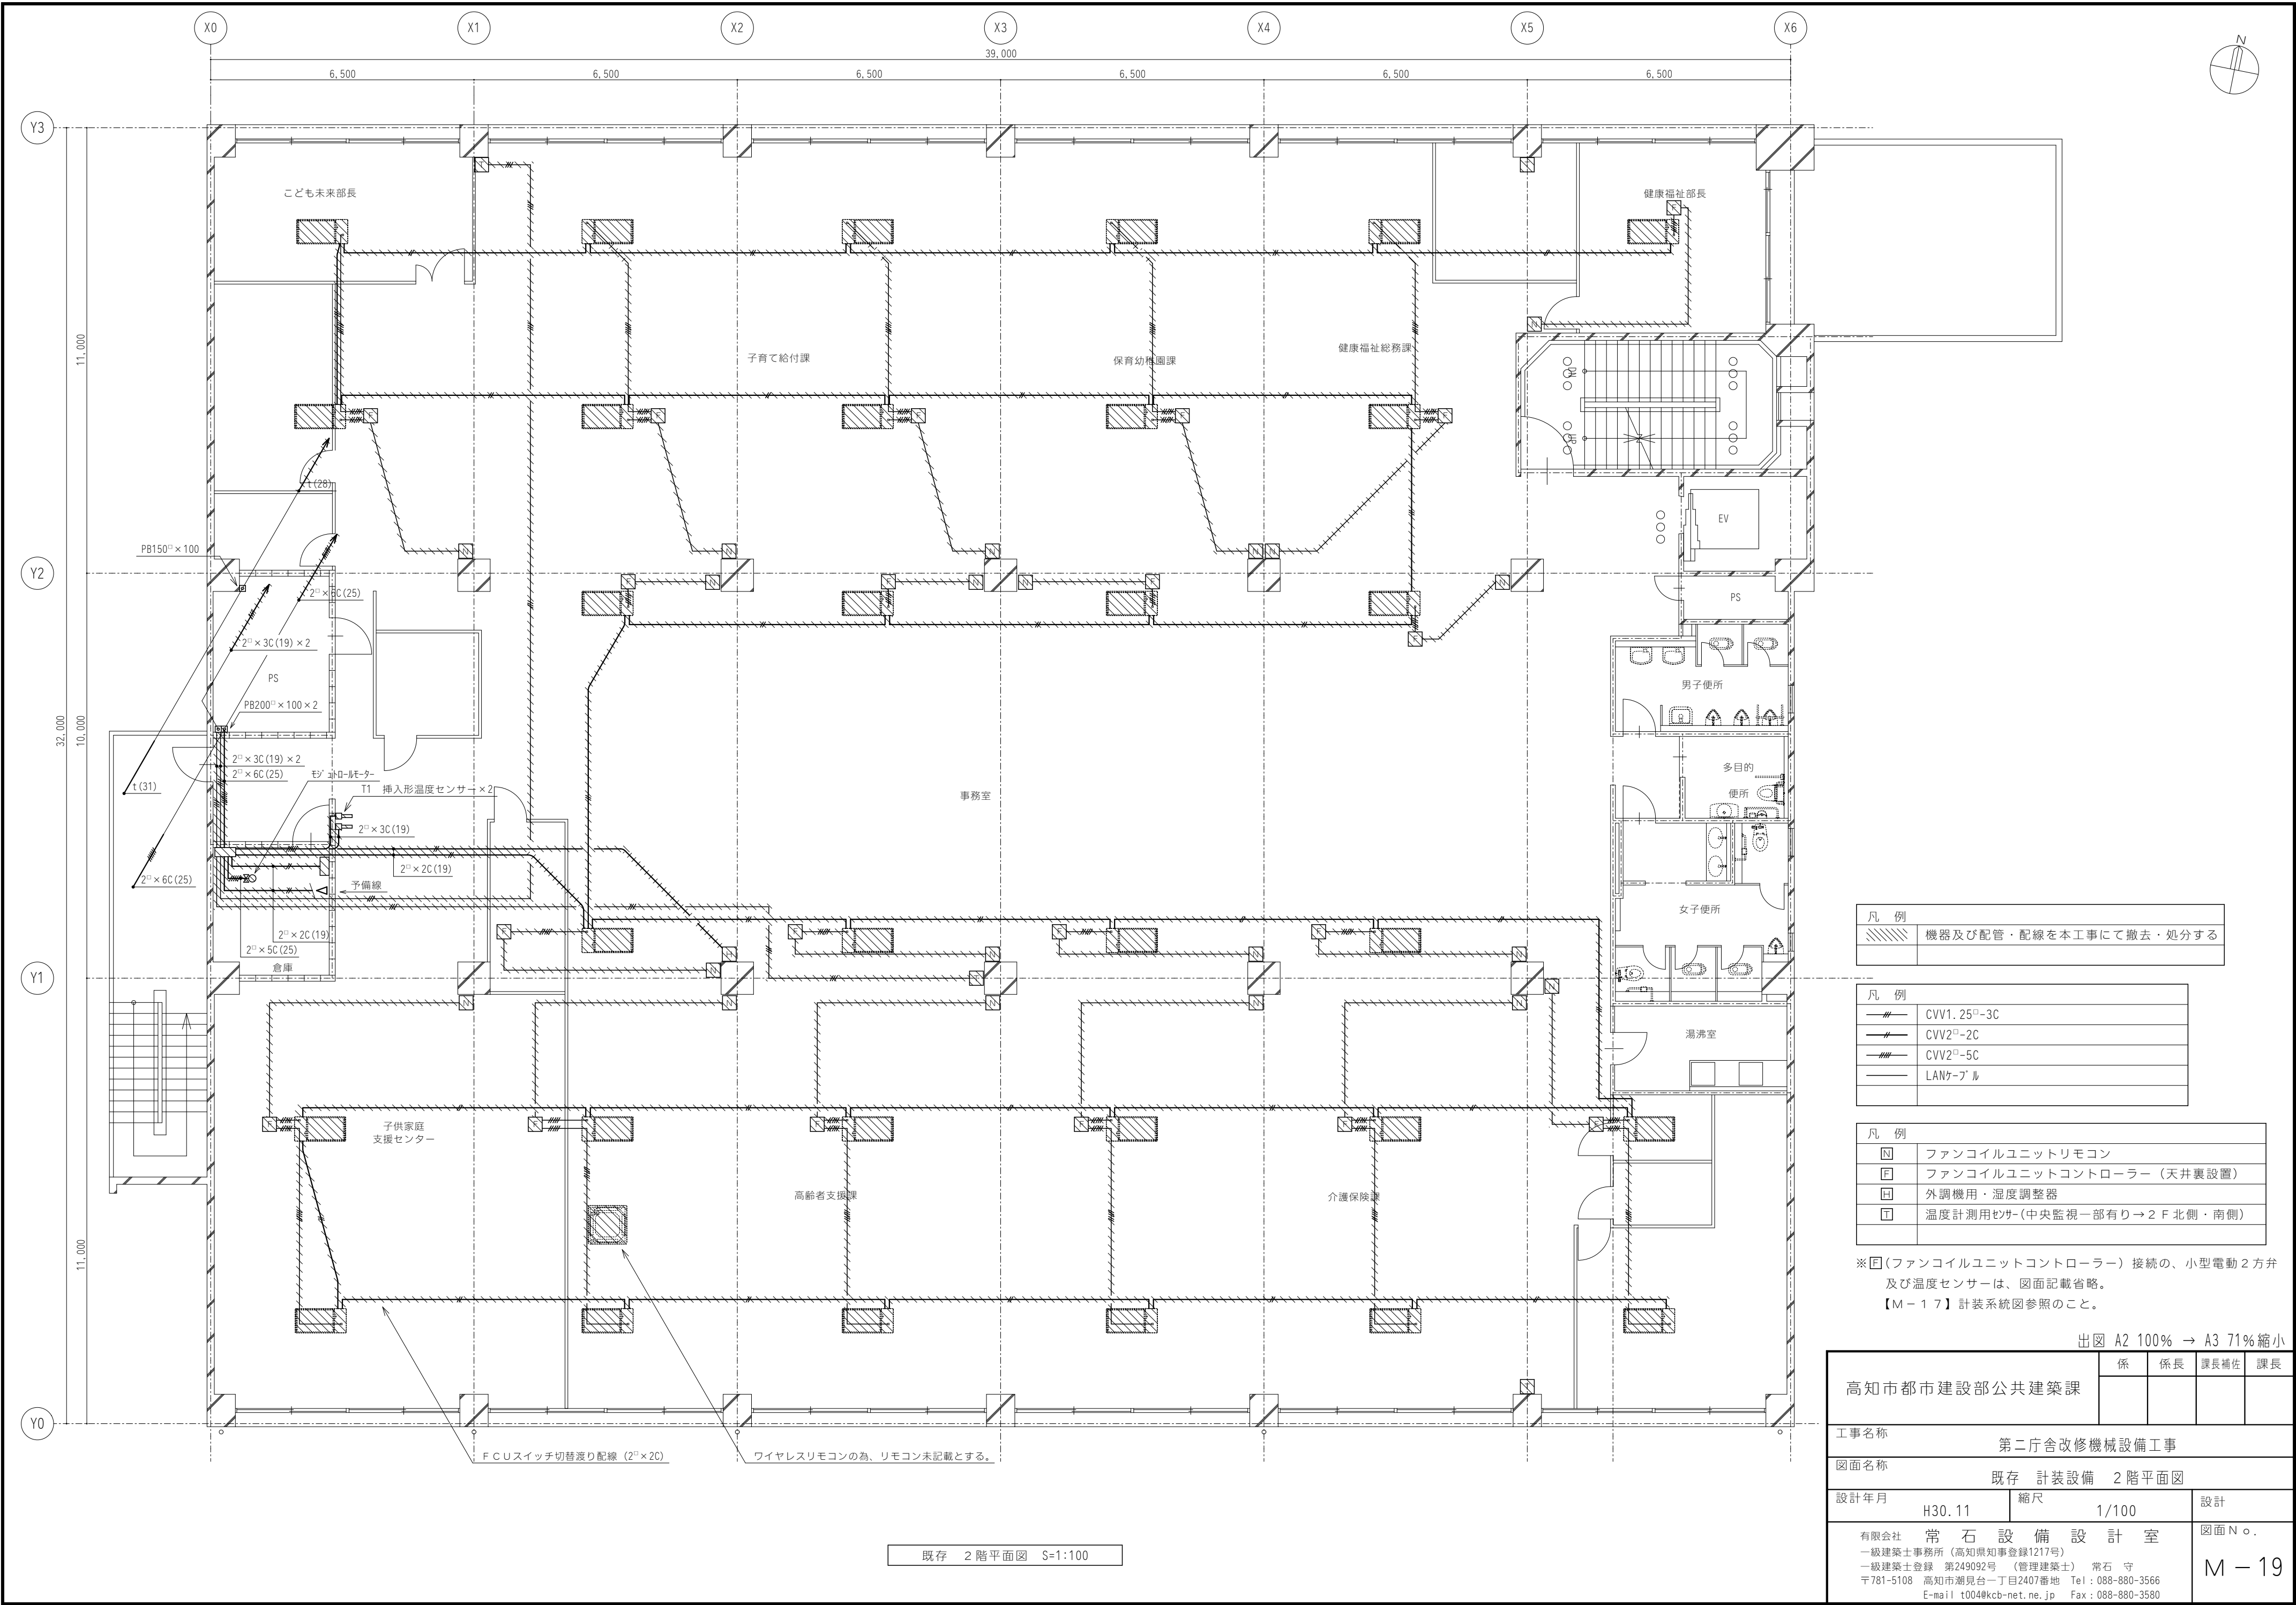 X0
X1
X2
X3
X4
X5
X6
N
39,000
6,500
6,500
6,500
6,500
6,500
6,500
Y3
Y2
Y1
Y0
32,000
11,000
10,000
11,000
こども未来部長
健康福祉部長
子育て給付課
保育幼稚園課
健康福祉総務課
DN
UP
EV
PS
男子便所
多目的
便所
女子便所
湯沸室
t(28)
PB150□×100
2□×6C(25)
2□×3C(19)×2
PS
PB200□×100×2
2□×3C(19)×2
2□×6C(25)
モジュトロールモーター
T1 挿入形温度センサー×2
t(31)
2□×3C(19)
2□×2C(19)
2□×6C(25)
予備線
2□×2C(19)
2□×5C(25)
倉庫
事務室
子供家庭
支援センター
高齢者支援課
介護保険課
FCUスイッチ切替渡り配線(2□×2C)
ワイヤレスリモコンの為、リモコン未記載とする。
既存 2階平面図 S=1:100
凡 例
機器及び配管・配線を本工事にて撤去・処分する
凡 例
CVV1.25□-3C
CVV2□-2C
CVV2□-5C
LANケーブル
凡 例
N ファンコイルユニットリモコン
F ファンコイルユニットコントローラー(天井裏設置)
H 外調機用・湿度調整器
T 温度計測用センサー(中央監視一部有り→2F北側・南側)
※F(ファンコイルユニットコントローラー)接続の、小型電動2方弁
及び温度センサーは、図面記載省略。
【M-17】計装系統図参照のこと。
出図 A2 100% → A3 71%縮小
高知市都市建設部公共建築課
係 係長 課長補佐 課長
工事名称
第二庁舎改修機械設備工事
図面名称
既存 計装設備 2階平面図
設計年月 H30.11 縮尺 1/100 設計
有限会社 常石設備設計室
一級建築士事務所(高知県知事登録1217号)
一級建築士登録 第249092号 (管理建築士) 常石 守
〒781-5108 高知市潮見台一丁目2407番地 Tel:088-880-3566
E-mail t004@kcb-net.ne.jp Fax:088-880-3580
図面No.
M-19